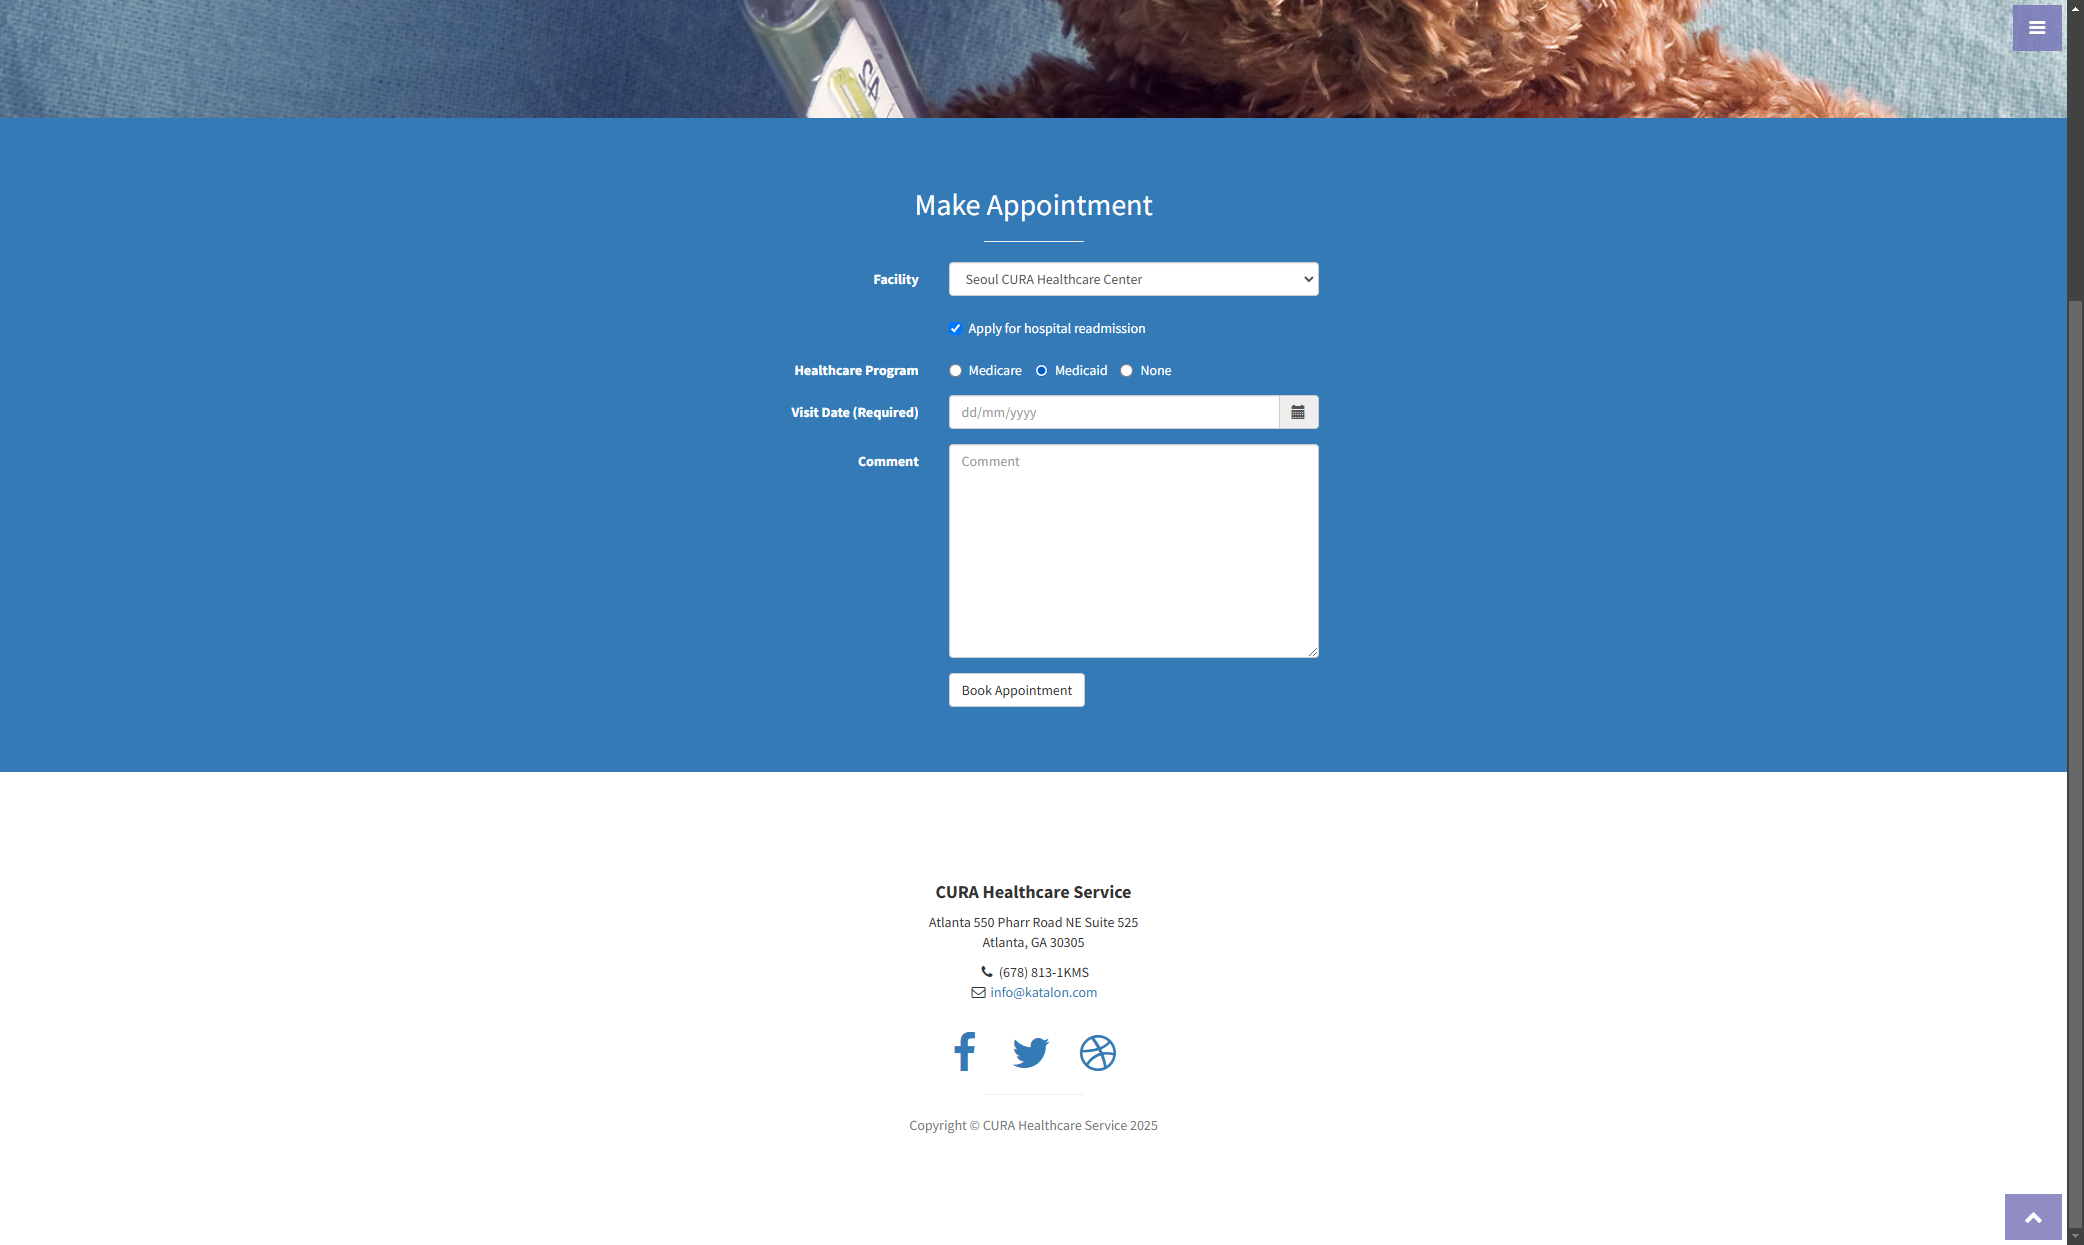 Make Appointment
Facility
Seoul CURA Healthcare Center
Apply for hospital readmission
Healthcare Program
Medicare Medicaid None
Visit Date (Required)
dd/mm/yyyy
Comment
Comment
Book Appointment
CURA Healthcare Service
Atlanta 550 Pharr Road NE Suite 525
Atlanta, GA 30305
(678) 813-1KMS
info@katalon.com
Copyright © CURA Healthcare Service 2025